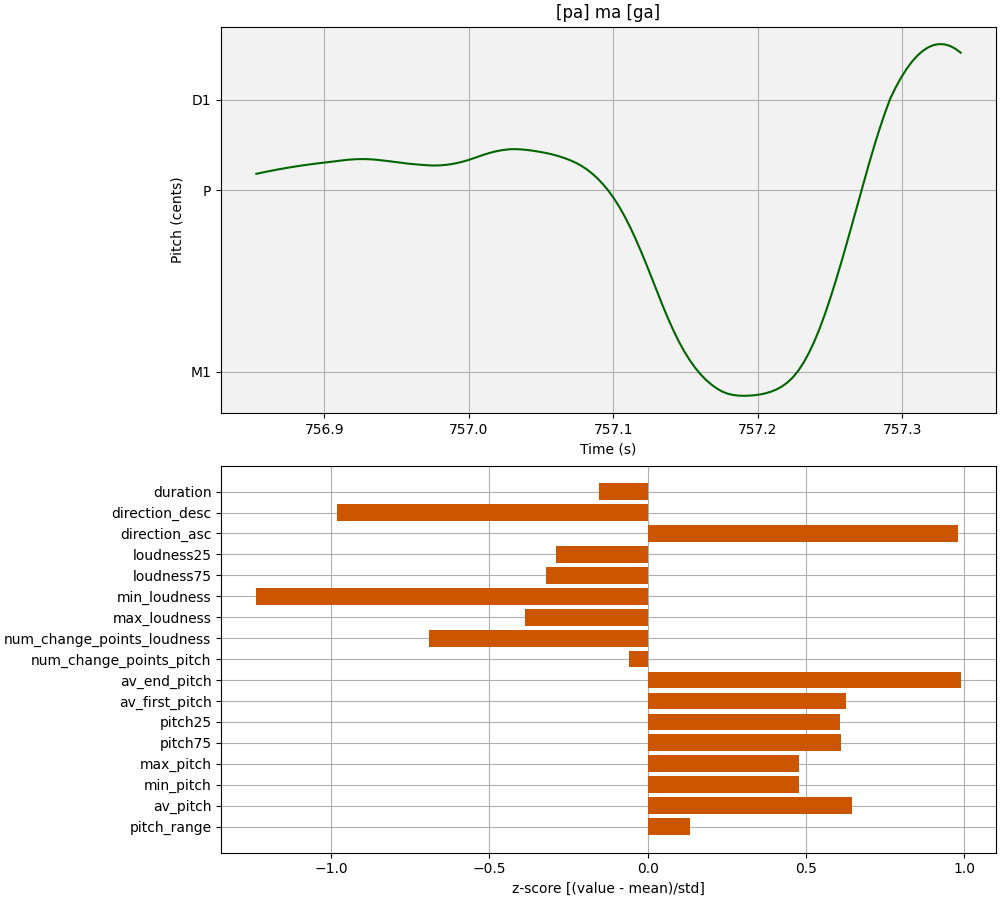 [pa] ma [ga]
D1
P
M1
Pitch (cents)
756.9 757.0 757.1 757.2 757.3
Time (s)
duration
direction_desc
direction_asc
loudness25
loudness75
min_loudness
max_loudness
num_change_points_loudness
num_change_points_pitch
av_end_pitch
av_first_pitch
pitch25
pitch75
max_pitch
min_pitch
av_pitch
pitch_range
−1.0 −0.5 0.0 0.5 1.0
z-score [(value - mean)/std]